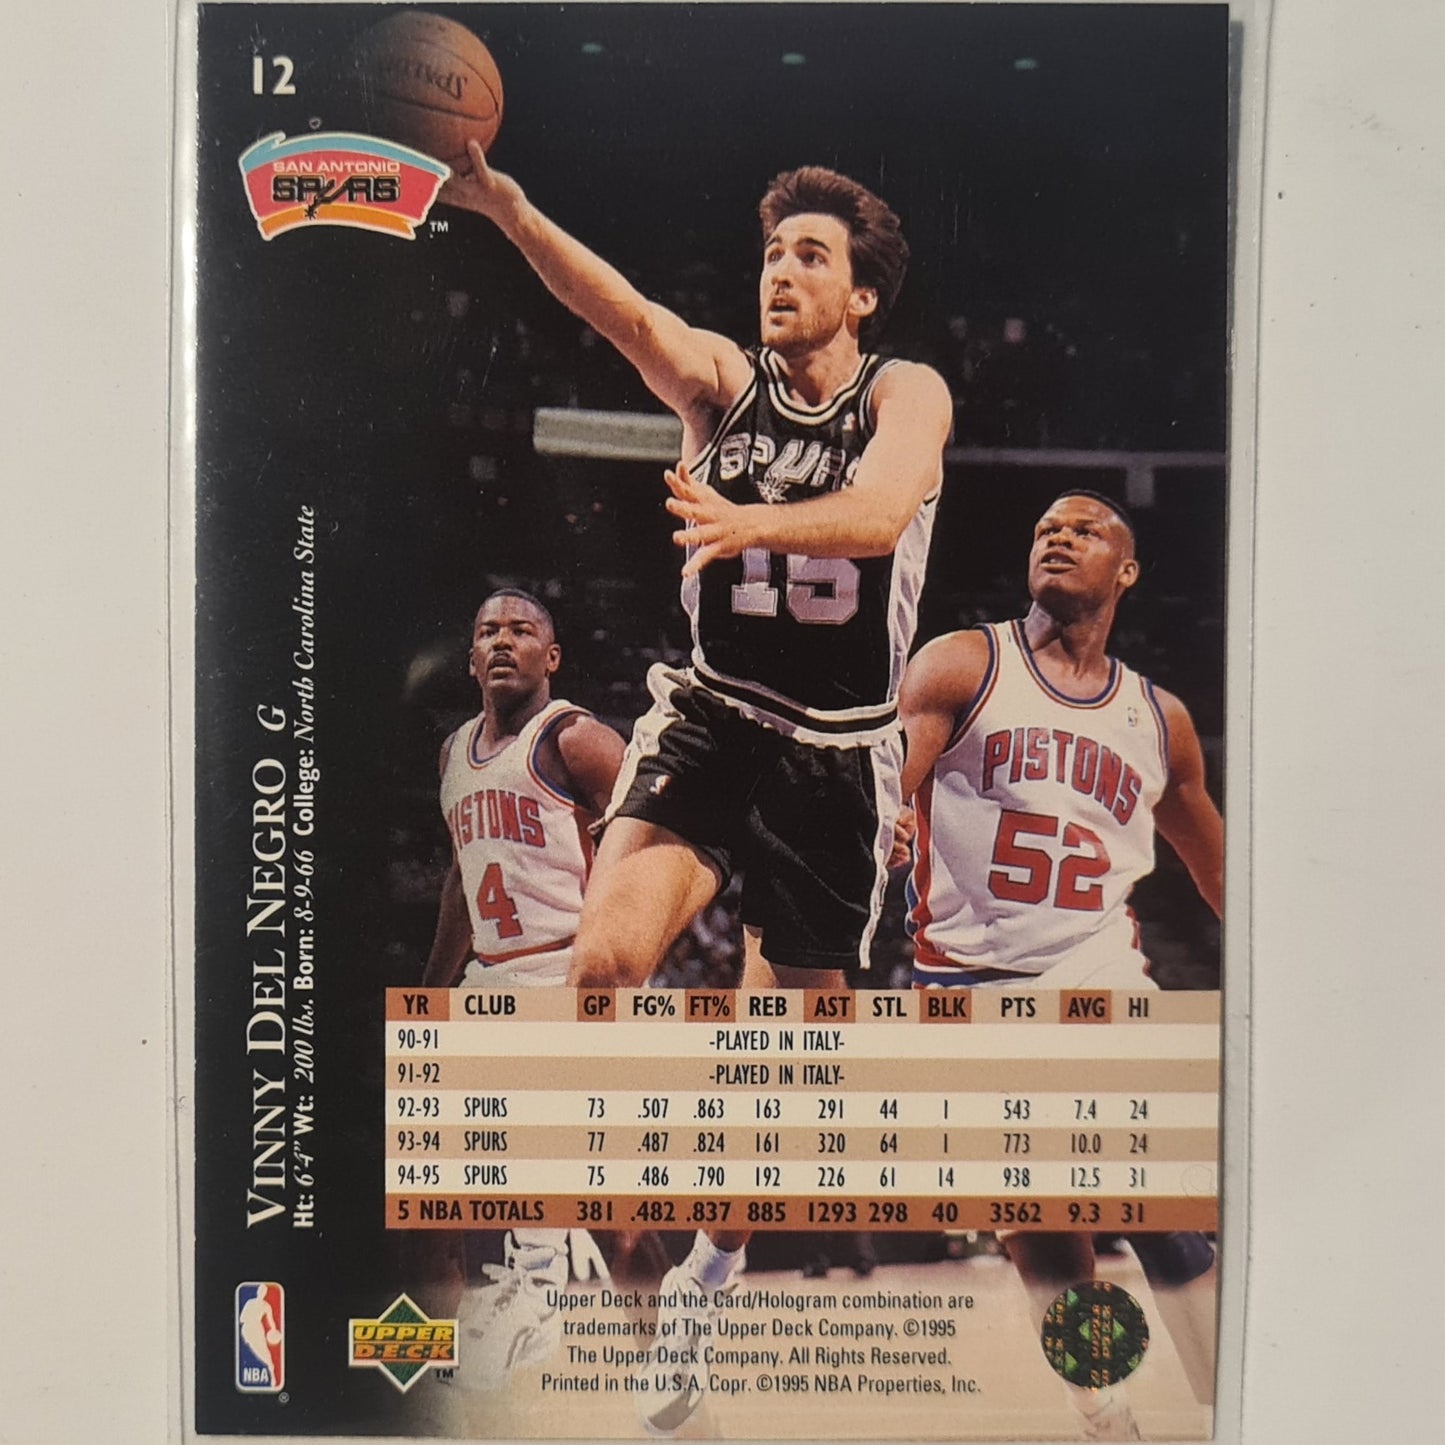 12
SPALDING
SAN ANTONIO
SPURS
TM
SPURS
15
PISTONS
4
PISTONS
52
VINNY DEL NEGRO G
Ht: 6'4" Wt: 200 lbs. Born: 8-9-66 College: North Carolina State
YR CLUB GP FG% FT% REB AST STL BLK PTS AVG HI
90-91 -PLAYED IN ITALY-
91-92 -PLAYED IN ITALY-
92-93 SPURS 73 .507 .863 163 291 44 1 543 7.4 24
93-94 SPURS 77 .487 .824 161 320 64 1 773 10.0 24
94-95 SPURS 75 .486 .790 192 226 61 14 938 12.5 31
5 NBA TOTALS 381 .482 .837 885 1293 298 40 3562 9.3 31
NBA
®
UPPER
D·E·C·K
TM
Upper Deck and the Card/Hologram combination are
trademarks of The Upper Deck Company. ©1995
The Upper Deck Company. All Rights Reserved.
Printed in the U.S.A. Copr. ©1995 NBA Properties, Inc.